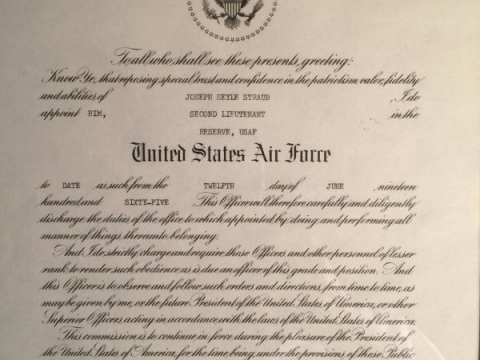 To all who shall see these presents, greeting:
Know Ye, that reposing special trust and confidence in the patriotism, valor, fidelity
and abilities of JOSEPH SEYLE STRAUB , I do
appoint HIM, SECOND LIEUTENANT in the
RESERVE, USAF
United States Air Force
to DATE as such from the TWELFTH day of JUNE nineteen
hundred and SIXTY-FIVE This Officer will therefore carefully and diligently
discharge the duties of the office to which appointed by doing and performing all
manner of things thereunto belonging.
And I do strictly charge and require those Officers and other personnel of lesser
rank to render such obedience as is due an officer of this grade and position. And
this Officer is to observe and follow such orders and directions, from time to time, as
may be given by me, or the future President of the United States of America, or other
Superior Officers acting in accordance with the laws of the United States of America.
This commission is to continue in force during the pleasure of the President of
the United States of America, for the time being, under the provisions of those Public